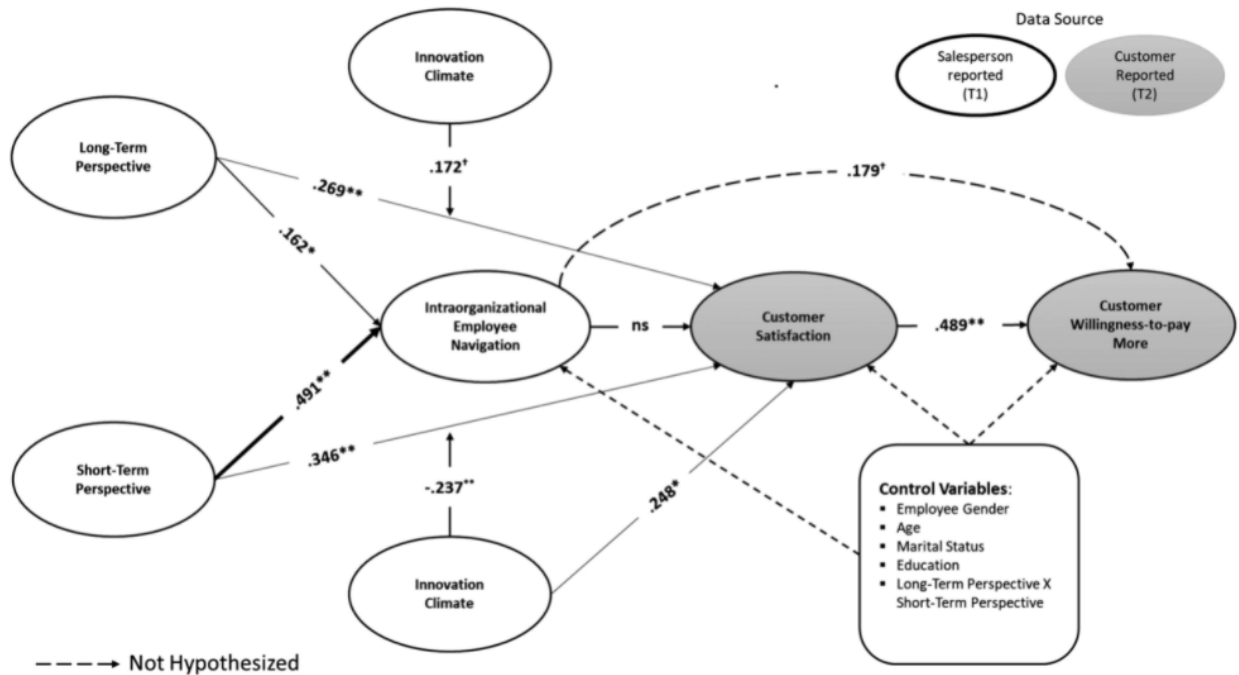 Data Source
Innovation
Climate
Salesperson
reported
(T1)
Customer
Reported
(T2)
Long-Term
Perspective
.172†
.179†
.269**
.162*
Intraorganizational
Employee
Navigation
ns
Customer
Satisfaction
.489**
Customer
Willingness-to-pay
More
.491**
Short-Term
Perspective
.346**
-.237**
.248*
Control Variables:
▪ Employee Gender
▪ Age
▪ Marital Status
▪ Education
▪ Long-Term Perspective X
Short-Term Perspective
Innovation
Climate
Not Hypothesized